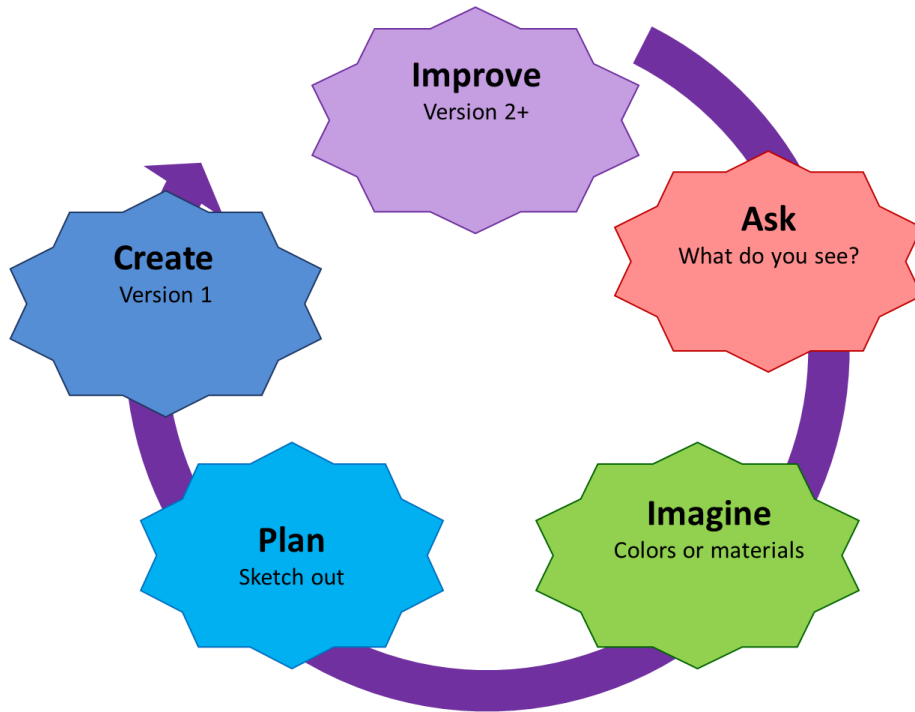 Improve
Version 2+
Ask
What do you see?
Imagine
Colors or materials
Plan
Sketch out
Create
Version 1